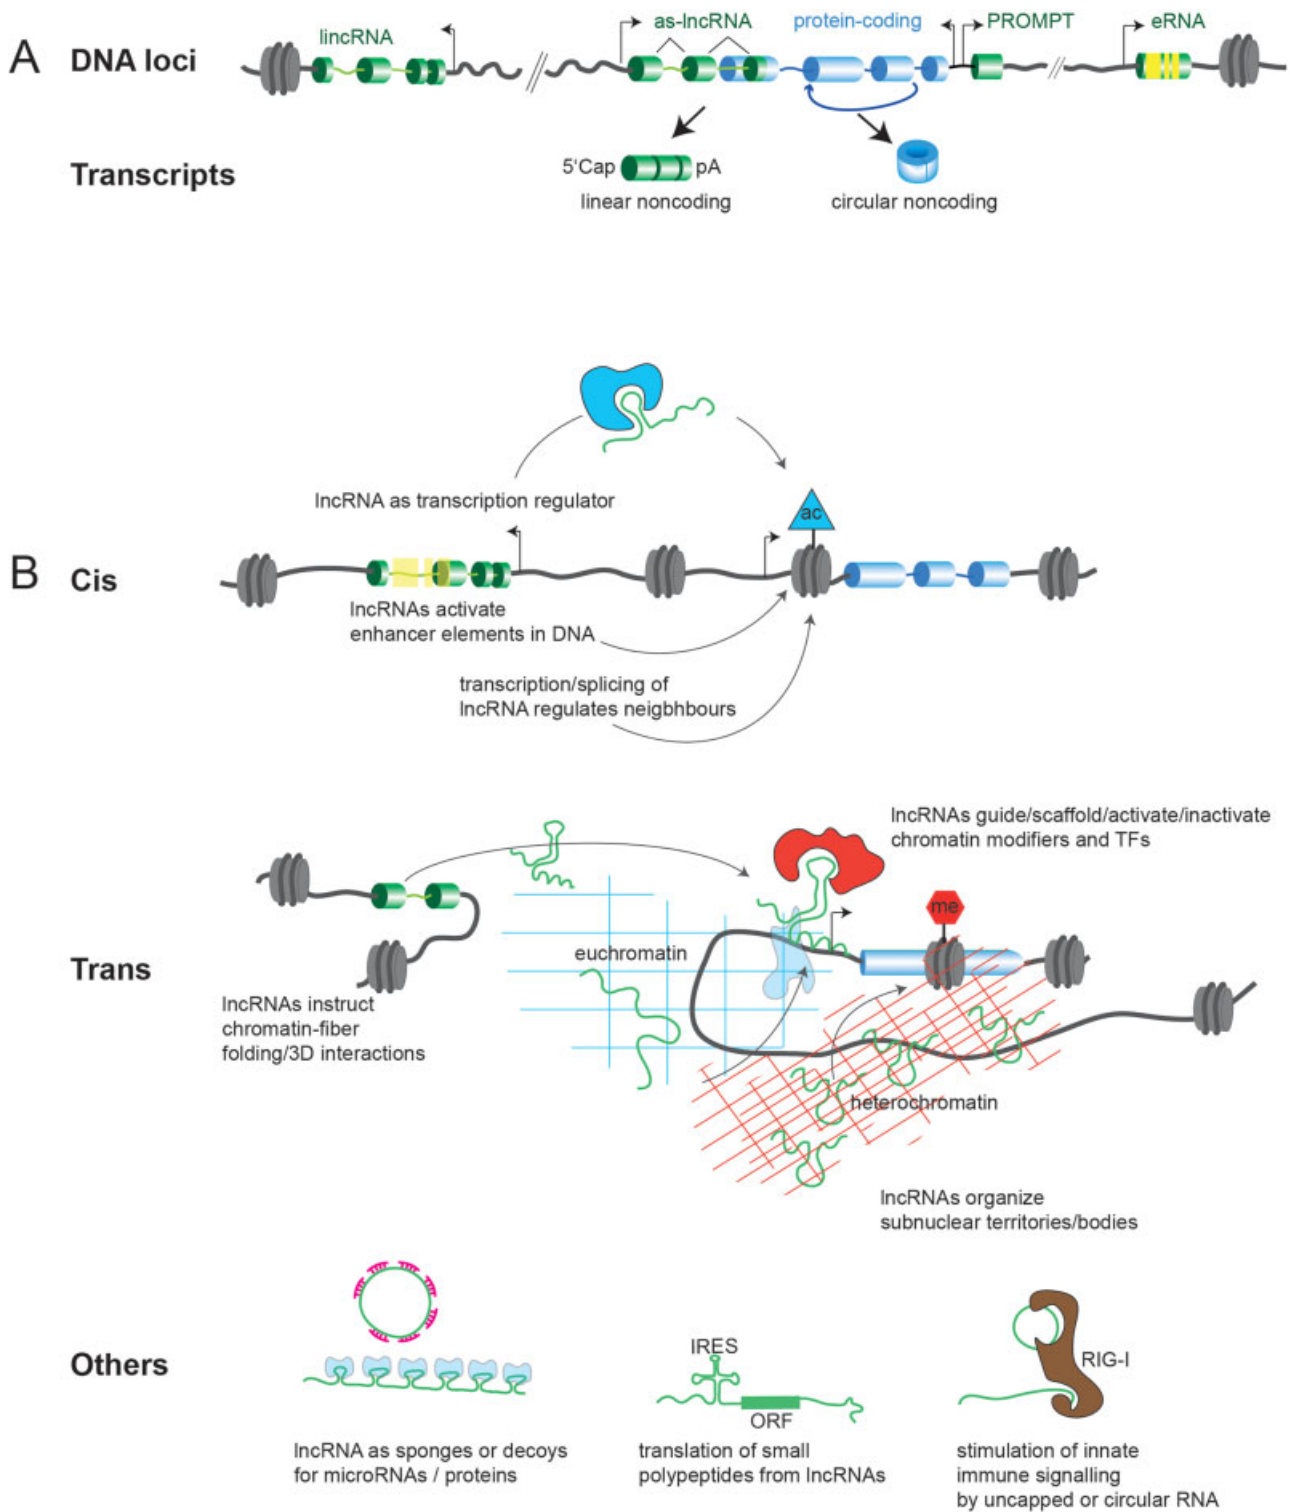 A
DNA loci
lincRNA
as-lncRNA
protein-coding
PROMPT
eRNA
Transcripts
5'Cap
pA
linear noncoding
circular noncoding
lncRNA as transcription regulator
ac
B
Cis
lncRNAs activate
enhancer elements in DNA
transcription/splicing of
lncRNA regulates neigbhbours
lncRNAs guide/scaffold/activate/inactivate
chromatin modifiers and TFs
me
Trans
euchromatin
lncRNAs instruct
chromatin-fiber
folding/3D interactions
heterochromatin
lncRNAs organize
subnuclear territories/bodies
Others
IRES
ORF
RIG-I
lncRNA as sponges or decoys
for microRNAs / proteins
translation of small
polypeptides from lncRNAs
stimulation of innate
immune signalling
by uncapped or circular RNA